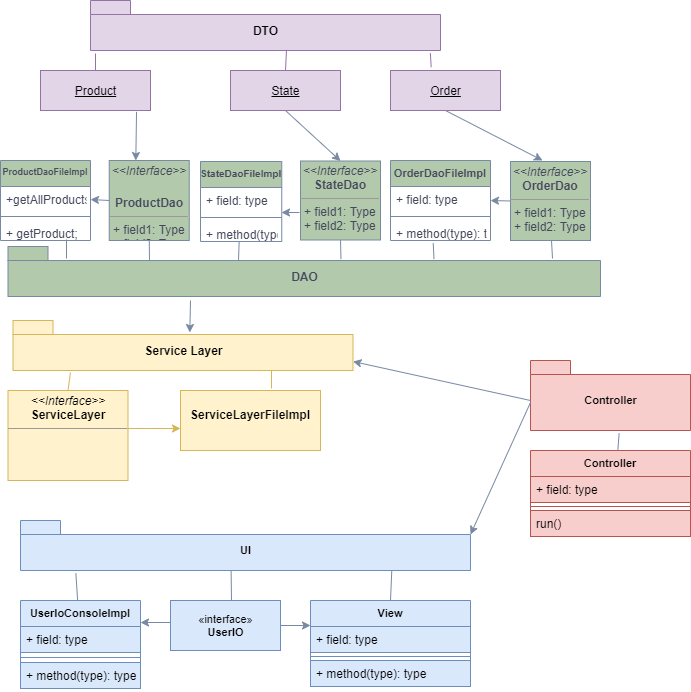 DTO
Product
State
Order
ProductDaoFileImpl
+getAllProducts
+ getProduct;
<<Interface>>
ProductDao
+ field1: Type
StateDaoFileImpl
+ field: type
+ method(type
<<Interface>>
StateDao
+ field1: Type
+ field2: Type
OrderDaoFileImpl
+ field: type
+ method(type): t
<<Interface>>
OrderDao
+ field1: Type
+ field2: Type
DAO
Service Layer
<<Interface>>
ServiceLayer
ServiceLayerFileImpl
Controller
Controller
+ field: type
run()
UI
UserIoConsoleImpl
+ field: type
+ method(type): type
«interface»
UserIO
View
+ field: type
+ method(type): type